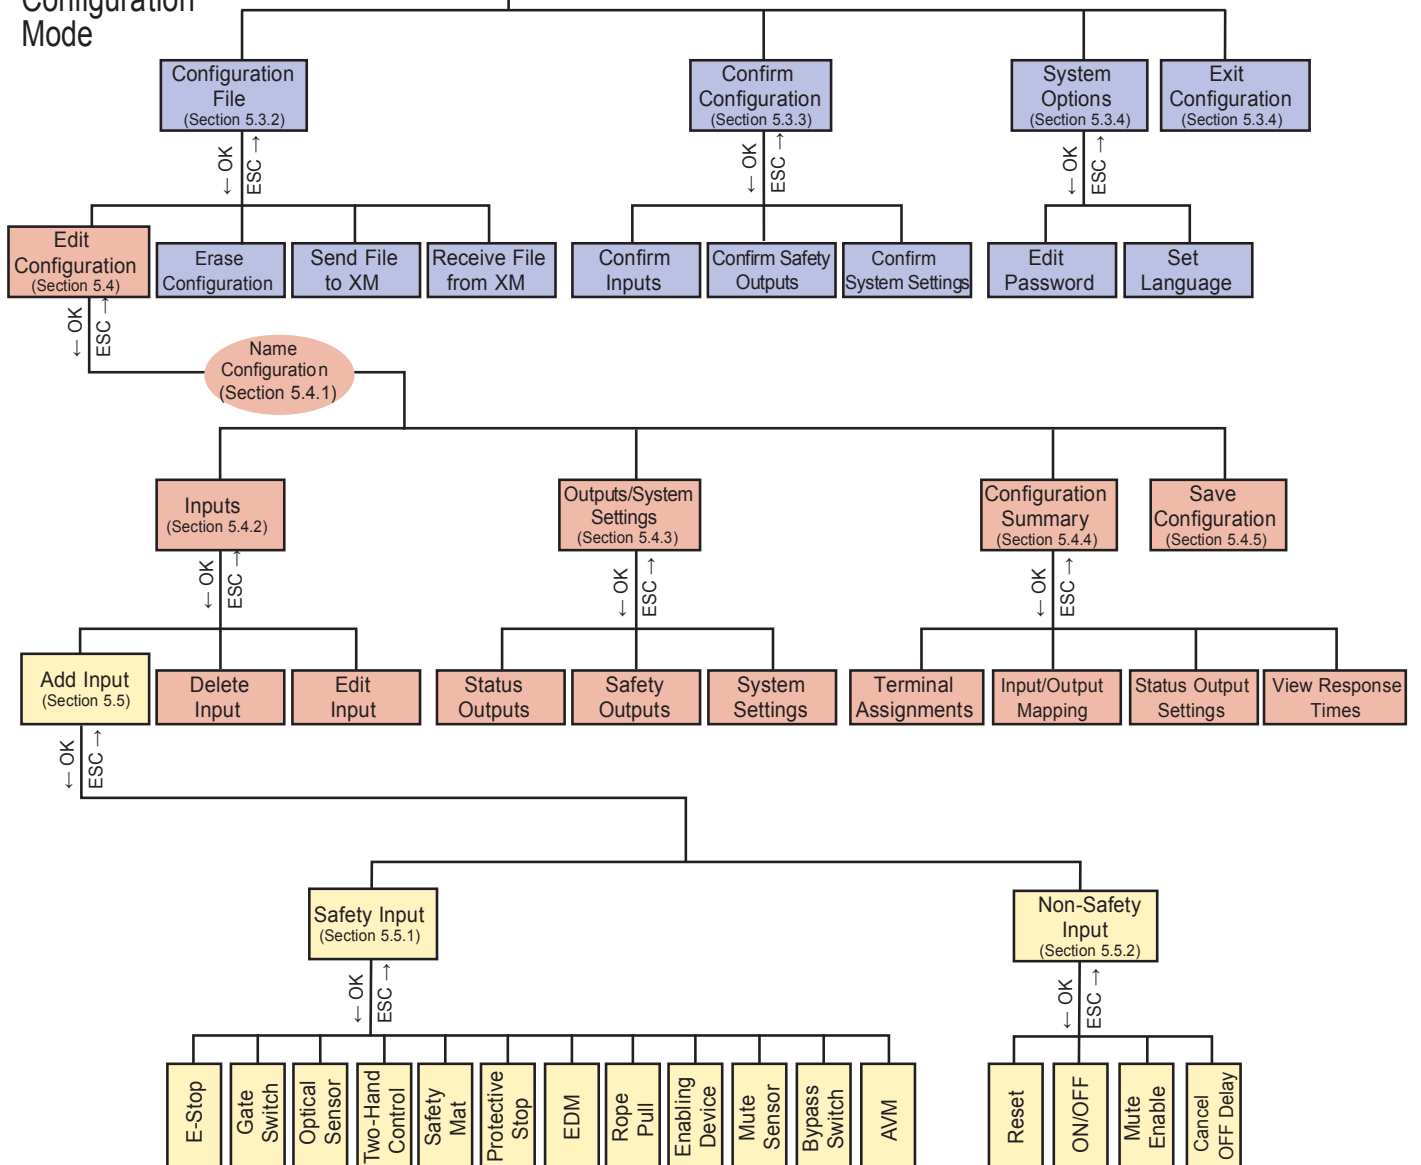 Configuration
Mode
Configuration
File
(Section 5.3.2)
Confirm
Configuration
(Section 5.3.3)
System
Options
(Section 5.3.4)
Exit
Configuration
(Section 5.3.4)
← OK
ESC →
← OK
ESC →
← OK
ESC →
Edit
Configuration
(Section 5.4)
Erase
Configuration
Send File
to XM
Receive File
from XM
Confirm
Inputs
Confirm Safety
Outputs
Confirm
System Settings
Edit
Password
Set
Language
← OK
ESC →
Name
Configuration
(Section 5.4.1)
Inputs
(Section 5.4.2)
Outputs/System
Settings
(Section 5.4.3)
Configuration
Summary
(Section 5.4.4)
Save
Configuration
(Section 5.4.5)
← OK
ESC →
← OK
ESC →
← OK
ESC →
Add Input
(Section 5.5)
Delete
Input
Edit
Input
Status
Outputs
Safety
Outputs
System
Settings
Terminal
Assignments
Input/Output
Mapping
Status Output
Settings
View Response
Times
← OK
ESC →
Safety Input
(Section 5.5.1)
Non-Safety
Input
(Section 5.5.2)
← OK
ESC →
← OK
ESC →
E-Stop
Gate
Switch
Optical
Sensor
Two-Hand
Control
Safety
Mat
Protective
Stop
EDM
Rope
Pull
Enabling
Device
Mute
Sensor
Bypass
Switch
AVM
Reset
ON/OFF
Mute
Enable
Cancel
OFF Delay